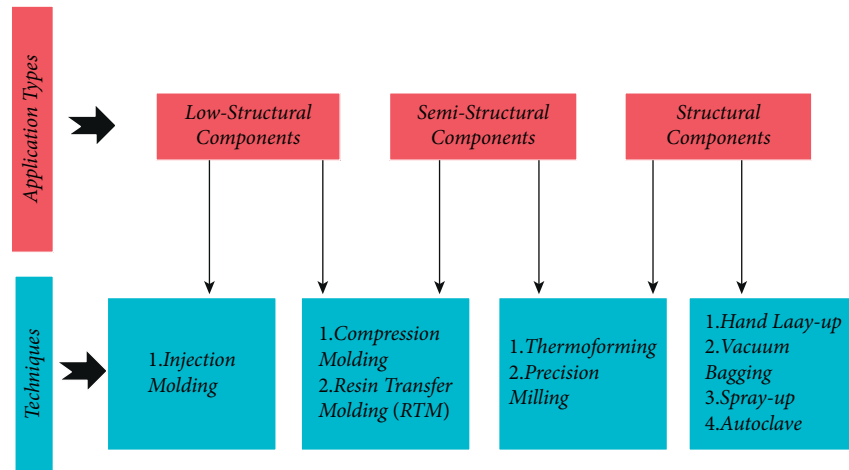 Application Types
Low-Structural
Components
Semi-Structural
Components
Structural
Components
Techniques
1.Injection
Molding
1.Compression
Molding
2.Resin Transfer
Molding (RTM)
1.Thermoforming
2.Precision
Milling
1.Hand Laay-up
2.Vacuum
Bagging
3.Spray-up
4.Autoclave